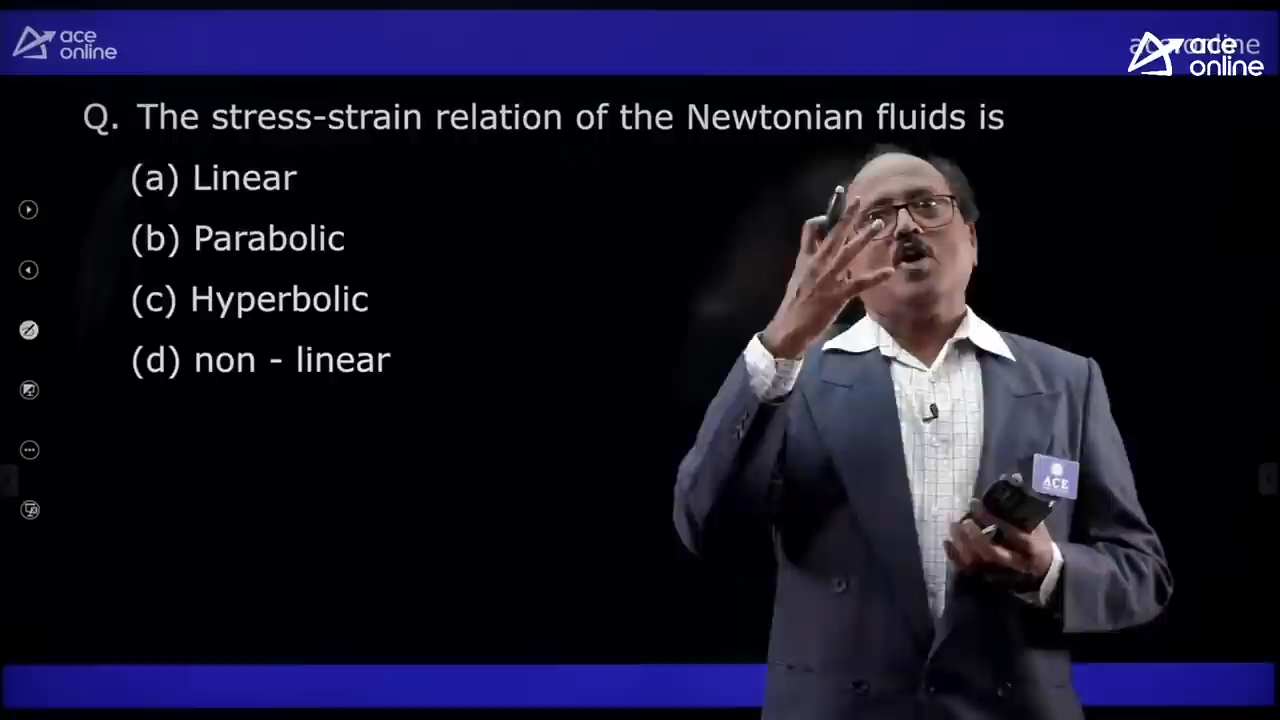 ace
online
ace
online
Q. The stress-strain relation of the Newtonian fluids is
(a) Linear
(b) Parabolic
(c) Hyperbolic
(d) non - linear
ACE